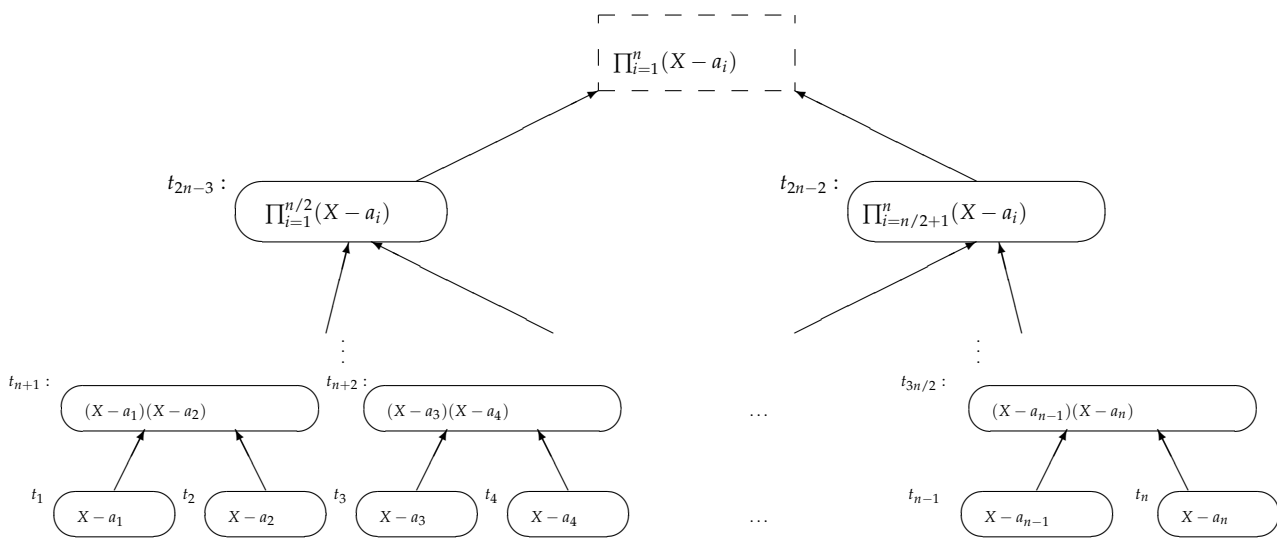 ∏_{i=1}^{n}(X − a_i)
t_{2n−3} : t_{2n−2} :
∏_{i=1}^{n/2}(X − a_i) ∏_{i=n/2+1}^{n}(X − a_i)
⋮ ⋮
t_{n+1} : t_{n+2} : t_{3n/2} :
(X − a_1)(X − a_2) (X − a_3)(X − a_4) ... (X − a_{n−1})(X − a_n)
t_1 t_2 t_3 t_4 t_{n−1} t_n
X − a_1 X − a_2 X − a_3 X − a_4 ... X − a_{n−1} X − a_n